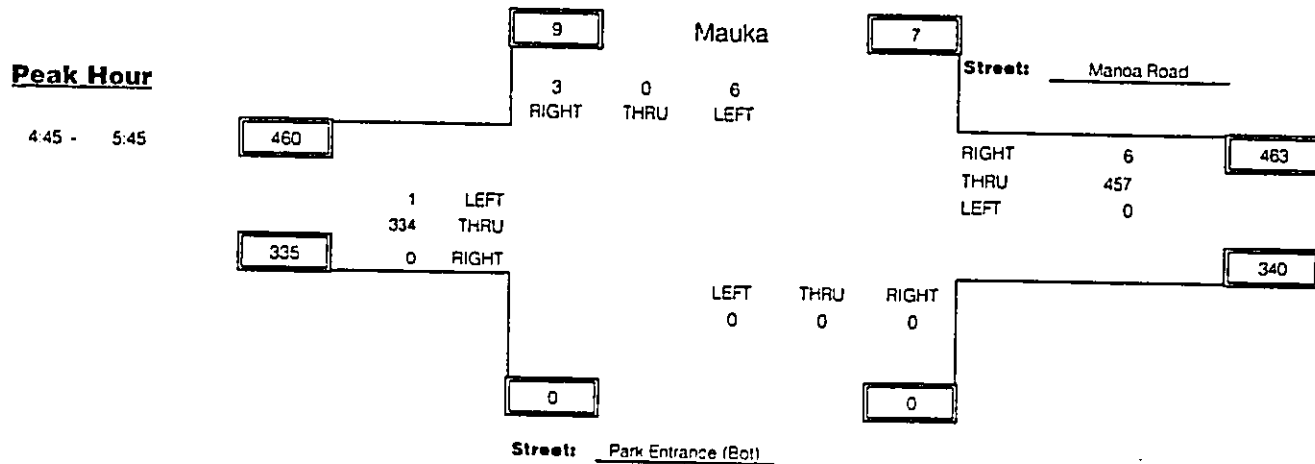 9 Mauka 7
Peak Hour
Street: Manoa Road
3 0 6
RIGHT THRU LEFT
4:45 - 5:45
460
RIGHT 6
463
THRU 457
LEFT 0
1 LEFT
334 THRU
335
0 RIGHT
340
LEFT THRU RIGHT
0 0 0
0 0
Street: Park Entrance (Bot)